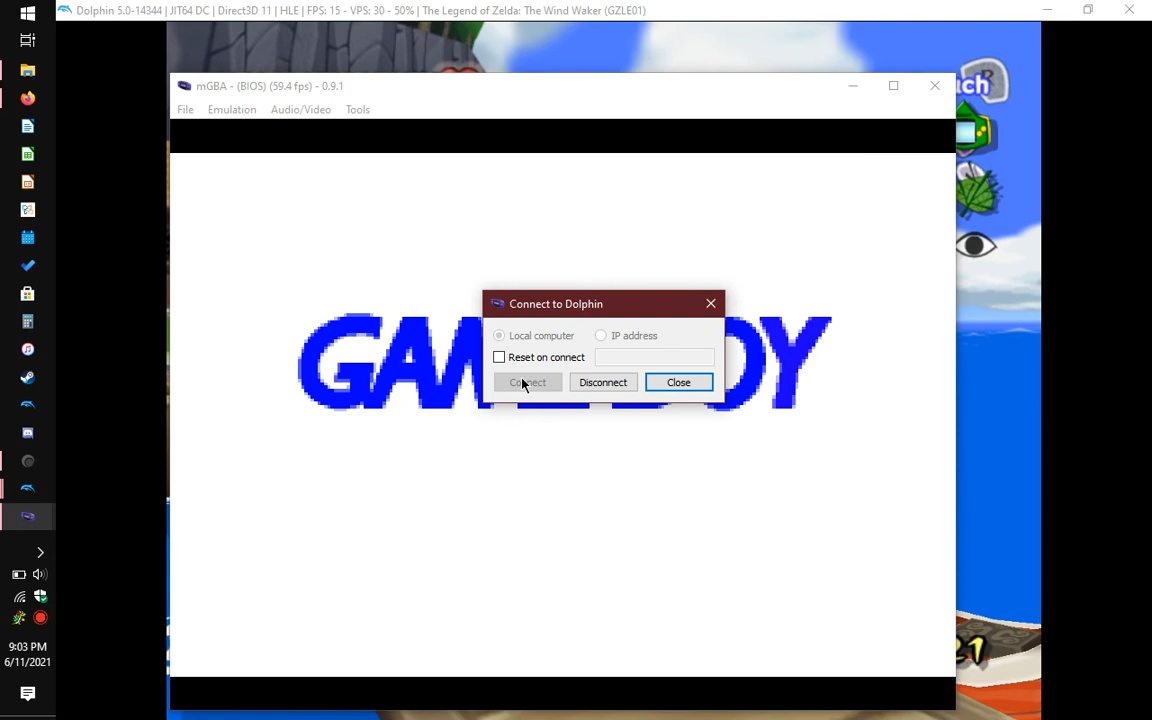 Dolphin 5.0-14344 | JIT64 DC | Direct3D 11 | HLE | FPS: 15 - VPS: 30 - 50% | The Legend of Zelda: The Wind Waker (GZLE01)
mGBA - (BIOS) (59.4 fps) - 0.9.1
File Emulation Audio/Video Tools
R
Connect to Dolphin
Local computer IP address
Reset on connect
Connect Disconnect Close
9:03 PM
6/11/2021